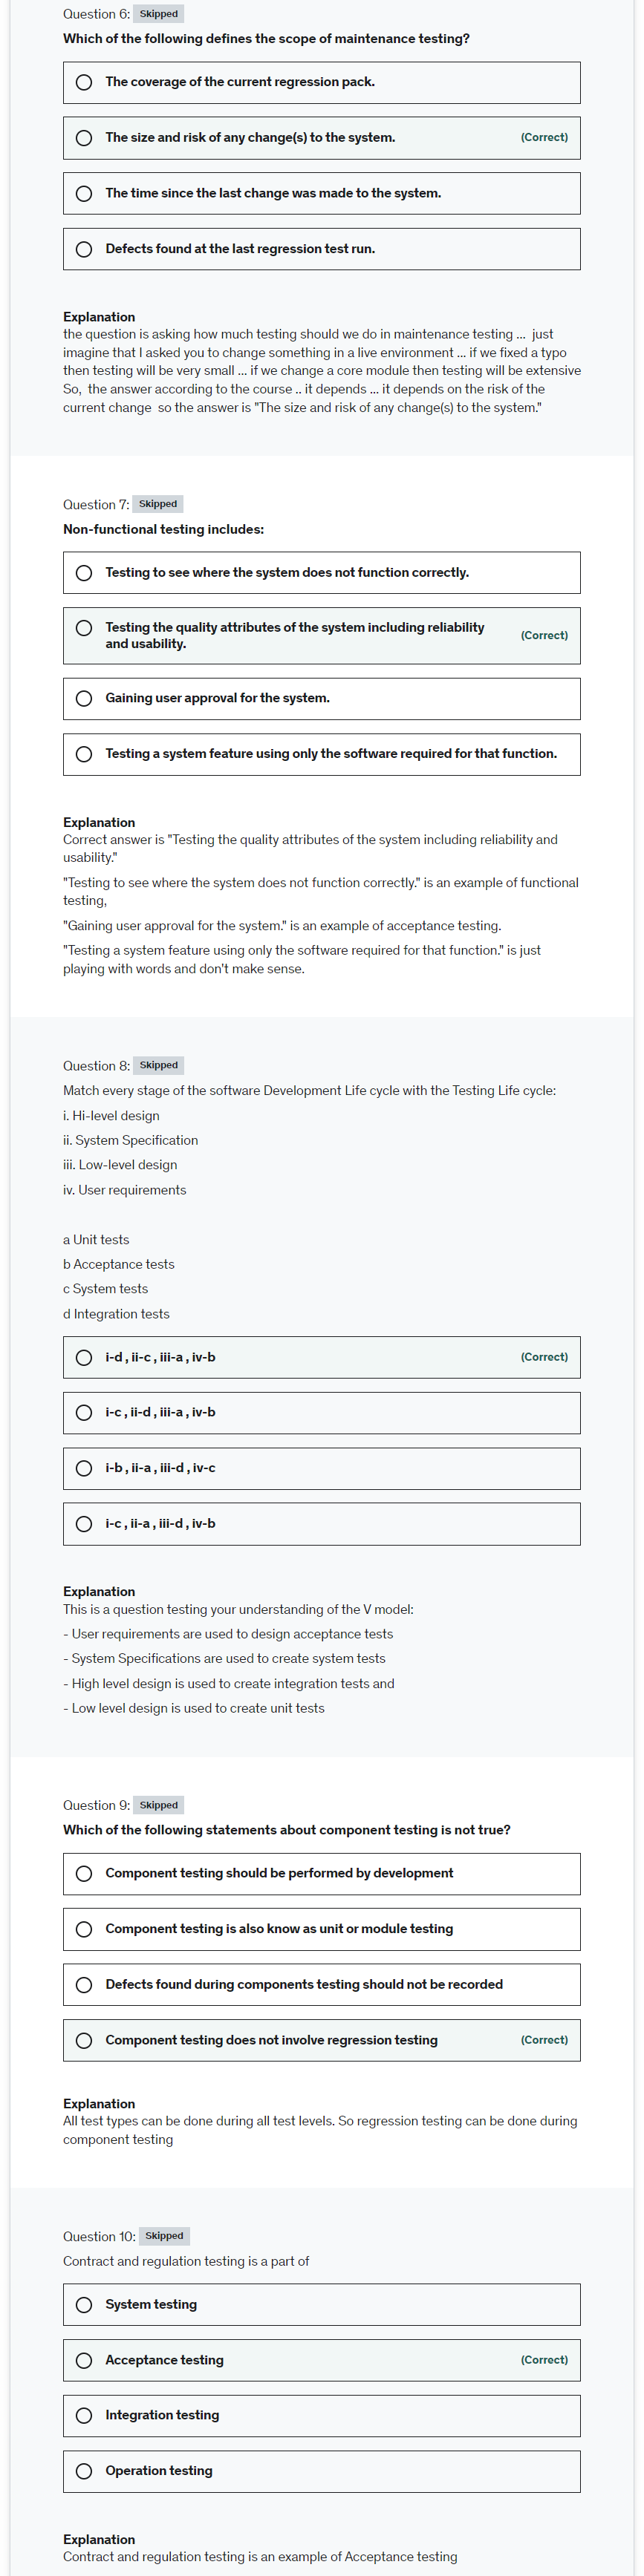 Question 6: Skipped
Which of the following defines the scope of maintenance testing?
The coverage of the current regression pack.
The size and risk of any change(s) to the system. (Correct)
The time since the last change was made to the system.
Defects found at the last regression test run.
Explanation
the question is asking how much testing should we do in maintenance testing ... just
imagine that I asked you to change something in a live environment ... if we fixed a typo
then testing will be very small ... if we change a core module then testing will be extensive
So, the answer according to the course .. it depends ... it depends on the risk of the
current change so the answer is "The size and risk of any change(s) to the system."
Question 7: Skipped
Non-functional testing includes:
Testing to see where the system does not function correctly.
Testing the quality attributes of the system including reliability
and usability. (Correct)
Gaining user approval for the system.
Testing a system feature using only the software required for that function.
Explanation
Correct answer is "Testing the quality attributes of the system including reliability and
usability."
"Testing to see where the system does not function correctly." is an example of functional
testing,
"Gaining user approval for the system." is an example of acceptance testing.
"Testing a system feature using only the software required for that function." is just
playing with words and don't make sense.
Question 8: Skipped
Match every stage of the software Development Life cycle with the Testing Life cycle:
i. Hi-level design
ii. System Specification
iii. Low-level design
iv. User requirements
a Unit tests
b Acceptance tests
c System tests
d Integration tests
i-d , ii-c , iii-a , iv-b (Correct)
i-c , ii-d , iii-a , iv-b
i-b , ii-a , iii-d , iv-c
i-c , ii-a , iii-d , iv-b
Explanation
This is a question testing your understanding of the V model:
- User requirements are used to design acceptance tests
- System Specifications are used to create system tests
- High level design is used to create integration tests and
- Low level design is used to create unit tests
Question 9: Skipped
Which of the following statements about component testing is not true?
Component testing should be performed by development
Component testing is also know as unit or module testing
Defects found during components testing should not be recorded
Component testing does not involve regression testing (Correct)
Explanation
All test types can be done during all test levels. So regression testing can be done during
component testing
Question 10: Skipped
Contract and regulation testing is a part of
System testing
Acceptance testing (Correct)
Integration testing
Operation testing
Explanation
Contract and regulation testing is an example of Acceptance testing